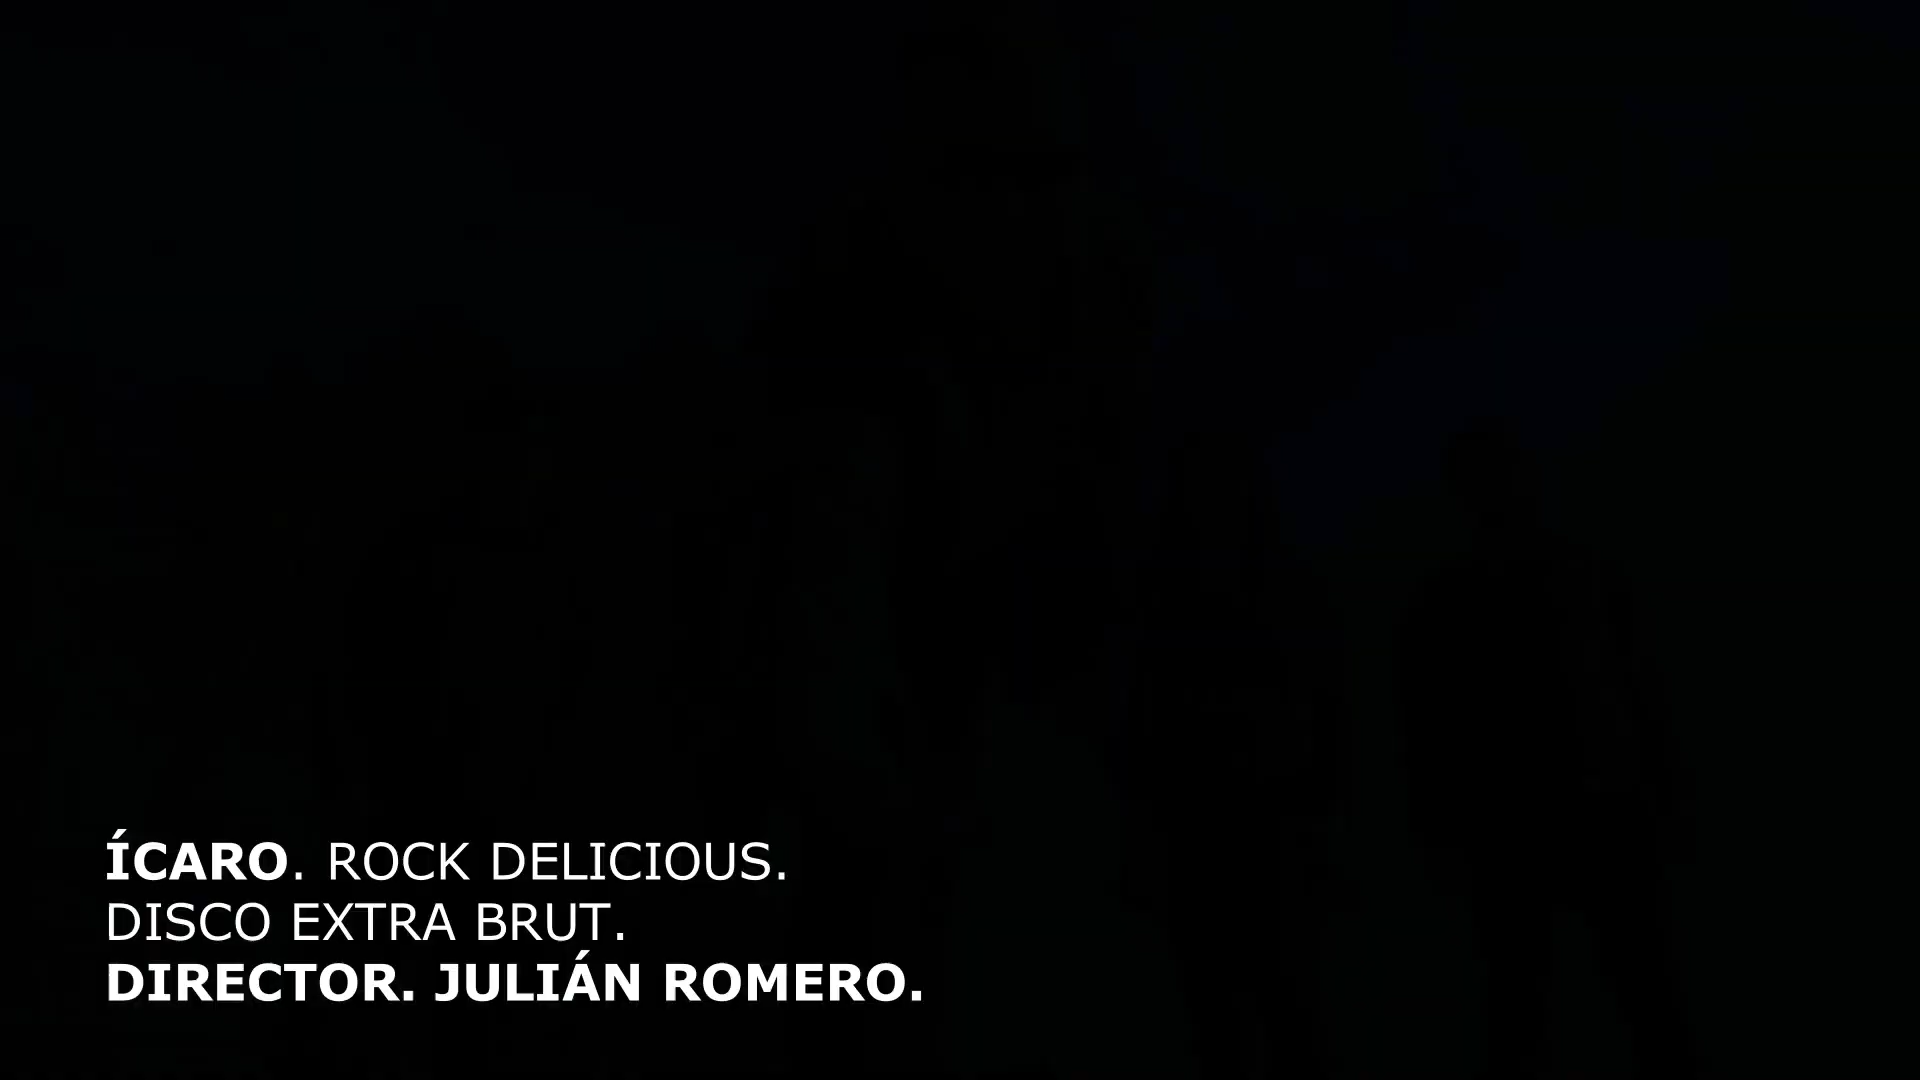 ÍCARO. ROCK DELICIOUS.
DISCO EXTRA BRUT.
DIRECTOR. JULIÁN ROMERO.